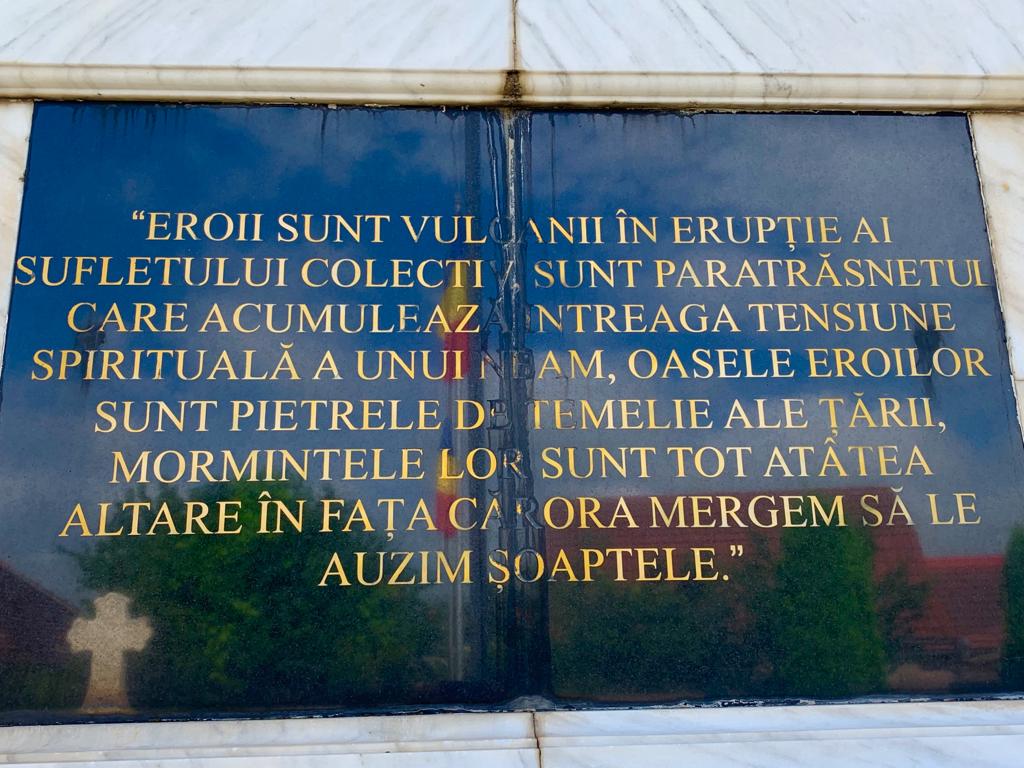 “EROII SUNT VULCANII ÎN ERUPȚIE AI
SUFLETULUI COLECTIV, SUNT PARATRĂSNETUL
CARE ACUMULEAZĂ ÎNTREAGA TENSIUNE
SPIRITUALĂ A UNUI NEAM, OASELE EROILOR
SUNT PIETRELE DE TEMELIE ALE ȚĂRII,
MORMINTELE LOR SUNT TOT ATÂTEA
ALTARE ÎN FAȚA CĂRORA MERGEM SĂ LE
AUZIM ȘOAPTELE.”